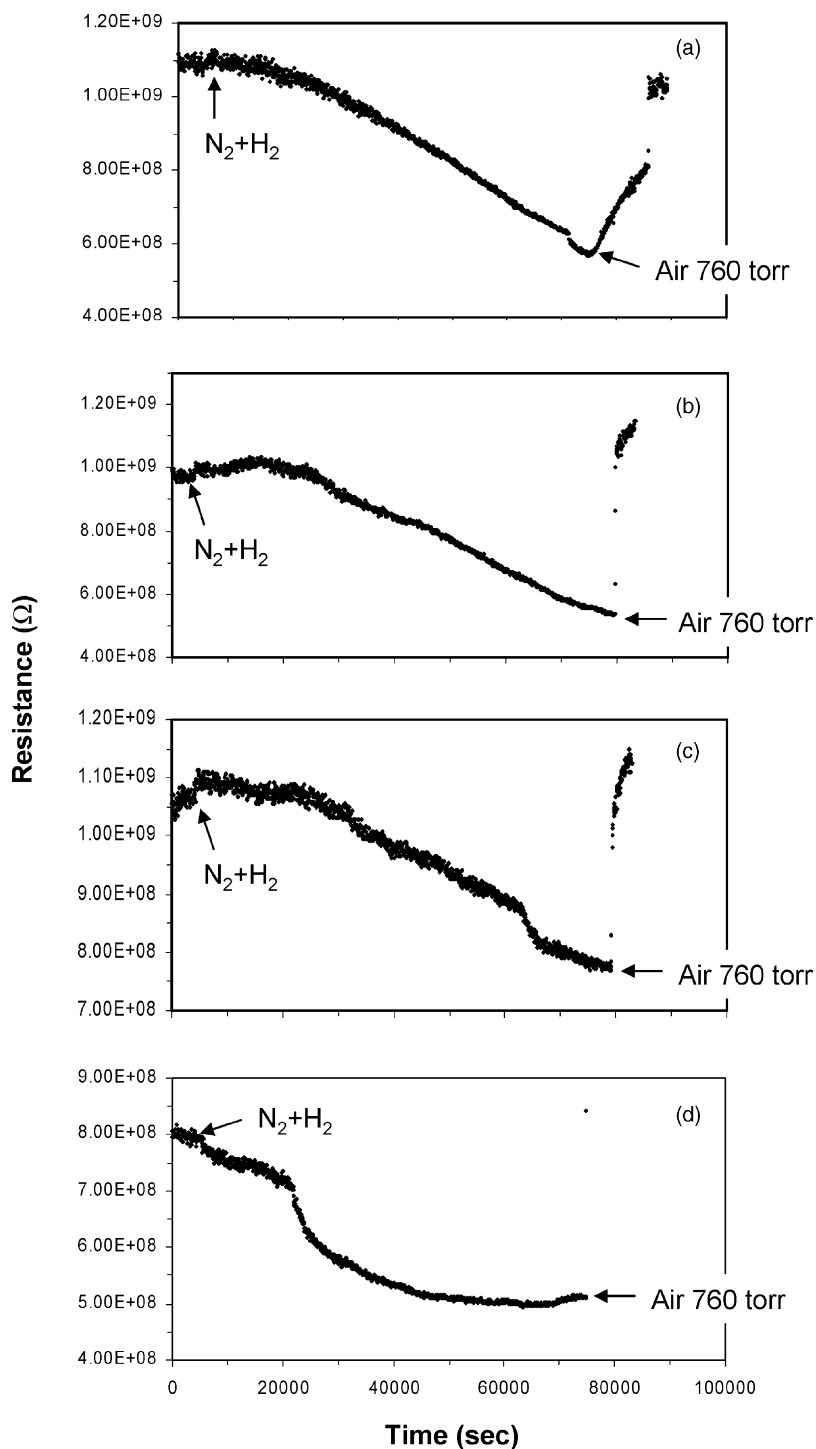 Resistance (Ω)
1.20E+09
1.00E+09
8.00E+08
6.00E+08
4.00E+08
(a)
N₂+H₂
Air 760 torr
1.20E+09
1.00E+09
8.00E+08
6.00E+08
4.00E+08
(b)
N₂+H₂
Air 760 torr
1.20E+09
1.10E+09
1.00E+09
9.00E+08
8.00E+08
7.00E+08
(c)
N₂+H₂
Air 760 torr
9.00E+08
8.00E+08
7.00E+08
6.00E+08
5.00E+08
4.00E+08
(d)
N₂+H₂
Air 760 torr
0 20000 40000 60000 80000 100000
Time (sec)